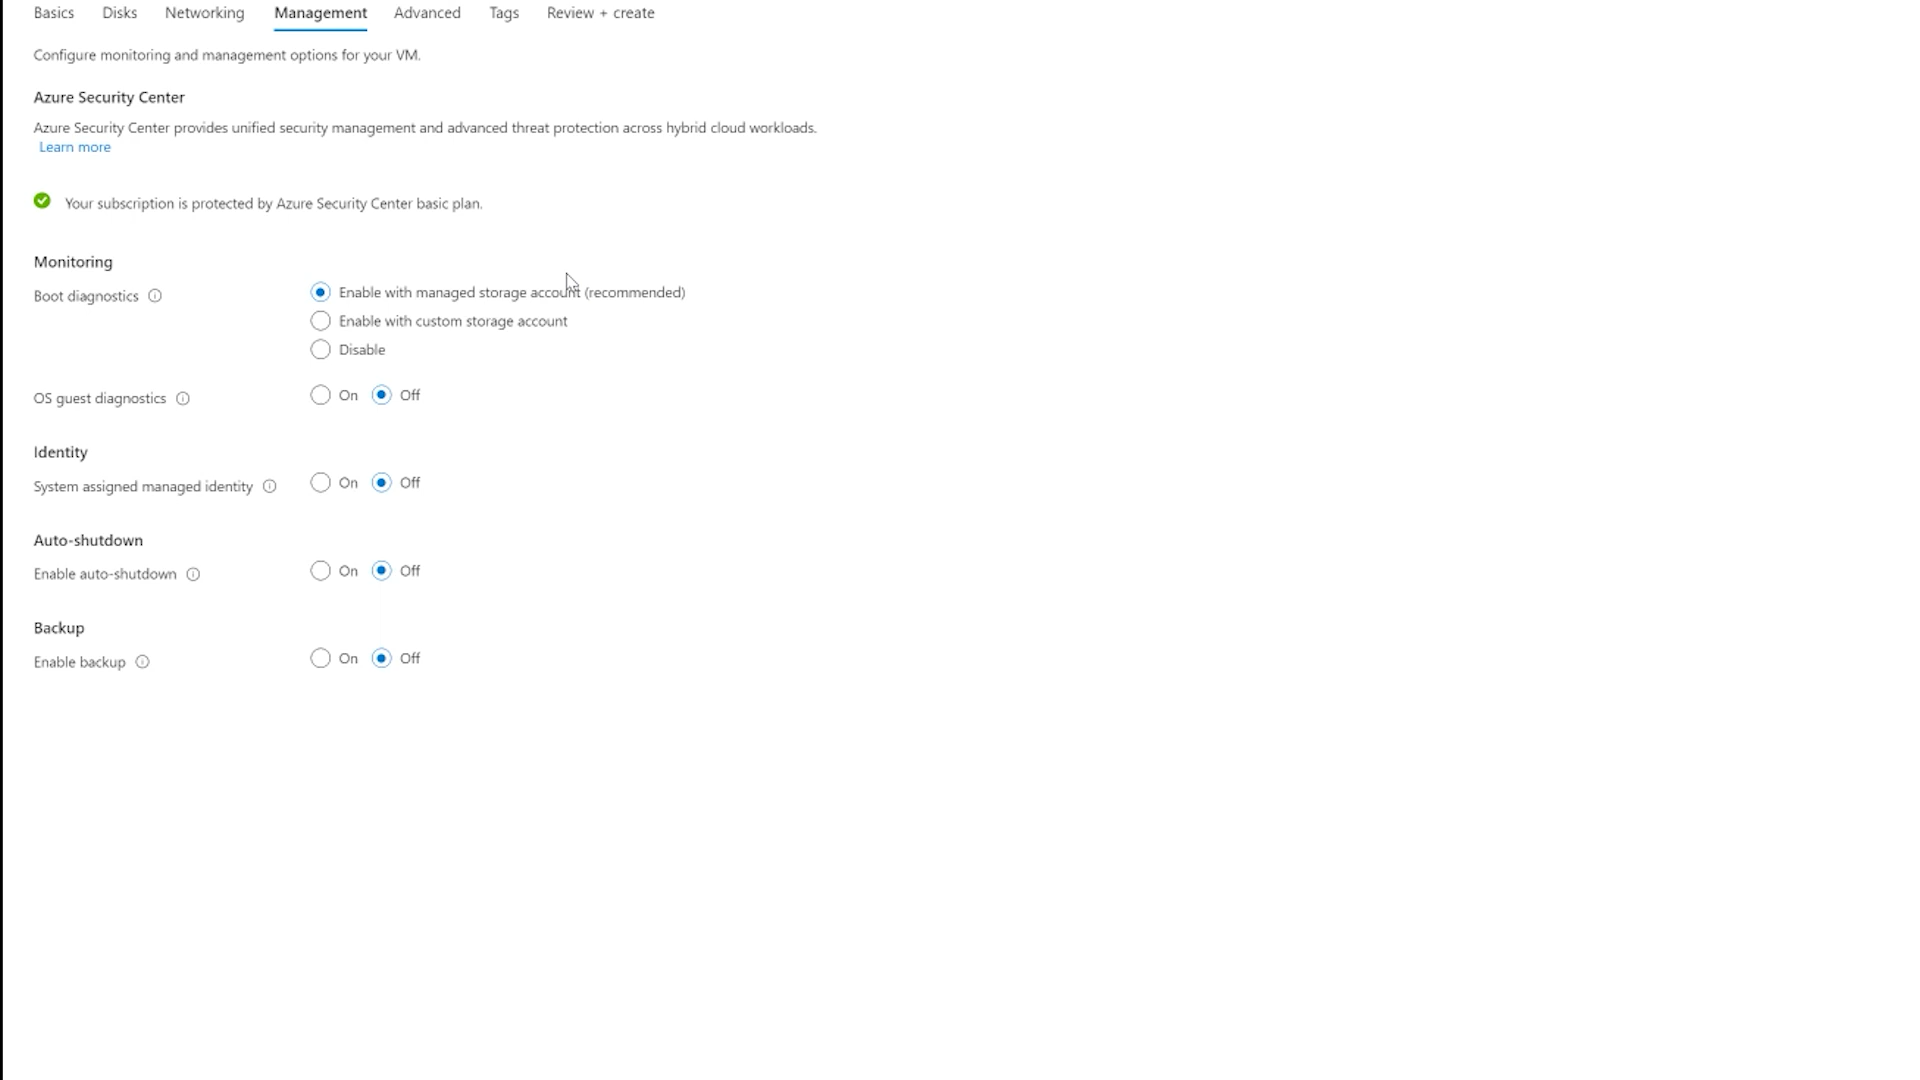 Basics Disks Networking Management Advanced Tags Review + create
Configure monitoring and management options for your VM.
Azure Security Center
Azure Security Center provides unified security management and advanced threat protection across hybrid cloud workloads.
Learn more
Your subscription is protected by Azure Security Center basic plan.
Monitoring
Boot diagnostics Enable with managed storage account (recommended)
Enable with custom storage account
Disable
OS guest diagnostics On Off
Identity
System assigned managed identity On Off
Auto-shutdown
Enable auto-shutdown On Off
Backup
Enable backup On Off